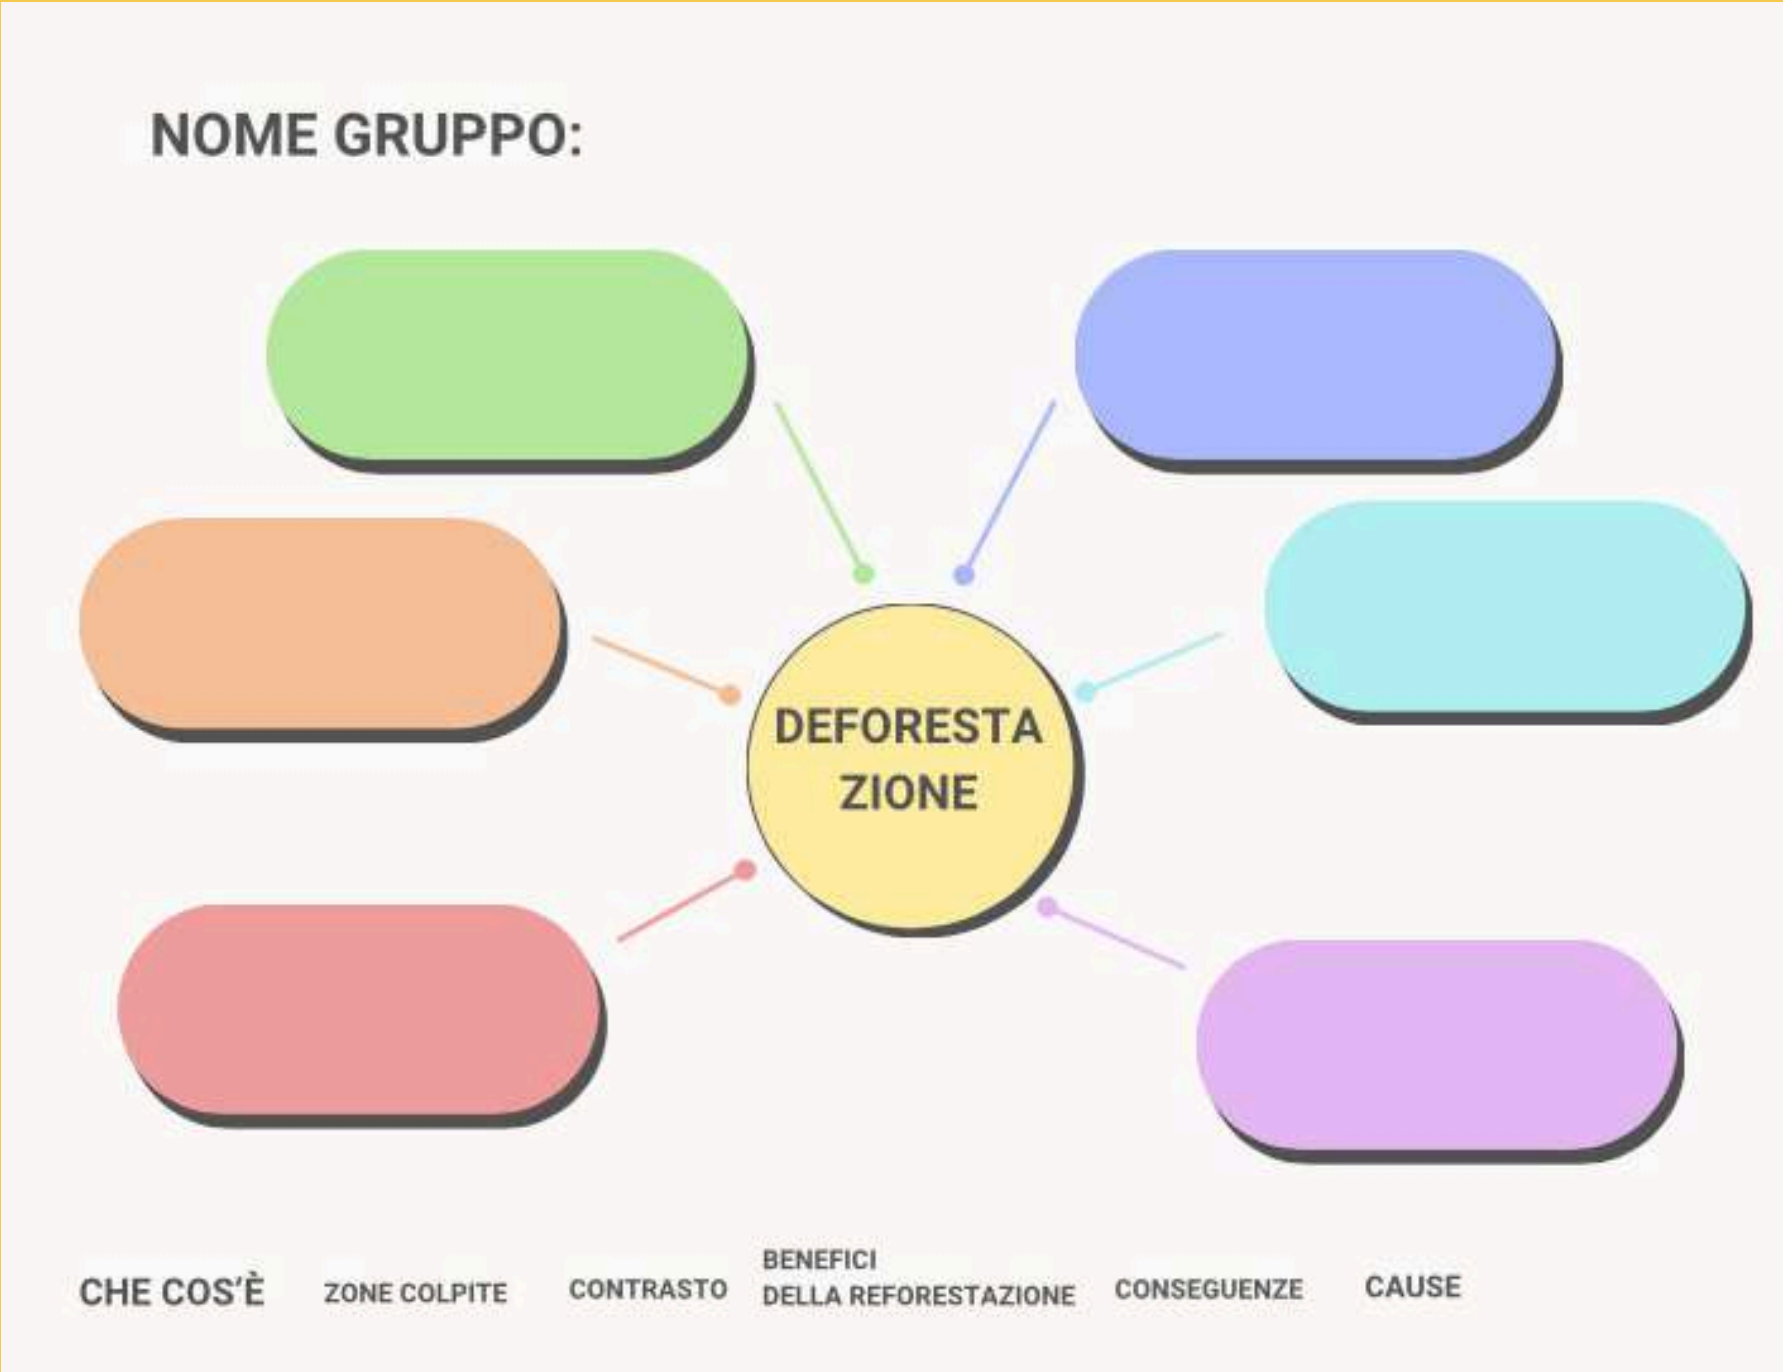 NOME GRUPPO:
DEFORESTA
ZIONE
CHE COS'È
ZONE COLPITE
CONTRASTO
BENEFICI
DELLA REFORESTAZIONE
CONSEGUENZE
CAUSE